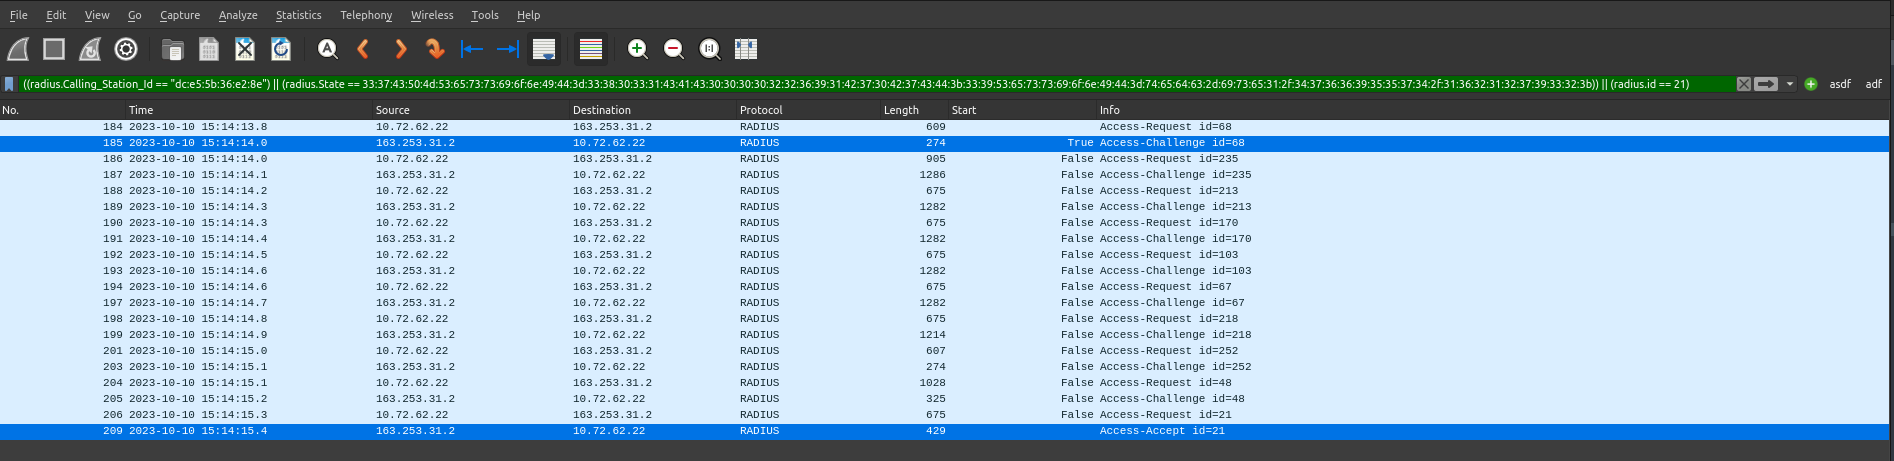 File Edit View Go Capture Analyze Statistics Telephony Wireless Tools Help
((radius.Calling_Station_Id == "dc:e5:5b:36:e2:8e") || (radius.State == 33:37:43:50:4d:53:65:73:73:69:6f:6e:49:44:3d:33:38:30:33:31:43:41:43:30:30:30:30:32:32:36:39:31:42:37:30:42:37:43:44:3b:33:39:53:65:73:73:69:6f:6e:49:44:3d:74:65:64:63:2d:69:73:65:31:2f:34:37:36:36:39:35:35:37:34:2f:31:36:32:31:32:37:39:33:32:3b)) || (radius.id == 21) asdf adf
No. Time Source Destination Protocol Length Start Info
184 2023-10-10 15:14:13.8 10.72.62.22 163.253.31.2 RADIUS 609 Access-Request id=68
185 2023-10-10 15:14:14.0 163.253.31.2 10.72.62.22 RADIUS 274 True Access-Challenge id=68
186 2023-10-10 15:14:14.0 10.72.62.22 163.253.31.2 RADIUS 905 False Access-Request id=235
187 2023-10-10 15:14:14.1 163.253.31.2 10.72.62.22 RADIUS 1286 False Access-Challenge id=235
188 2023-10-10 15:14:14.2 10.72.62.22 163.253.31.2 RADIUS 675 False Access-Request id=213
189 2023-10-10 15:14:14.3 163.253.31.2 10.72.62.22 RADIUS 1282 False Access-Challenge id=213
190 2023-10-10 15:14:14.3 10.72.62.22 163.253.31.2 RADIUS 675 False Access-Request id=170
191 2023-10-10 15:14:14.4 163.253.31.2 10.72.62.22 RADIUS 1282 False Access-Challenge id=170
192 2023-10-10 15:14:14.5 10.72.62.22 163.253.31.2 RADIUS 675 False Access-Request id=103
193 2023-10-10 15:14:14.6 163.253.31.2 10.72.62.22 RADIUS 1282 False Access-Challenge id=103
194 2023-10-10 15:14:14.6 10.72.62.22 163.253.31.2 RADIUS 675 False Access-Request id=67
197 2023-10-10 15:14:14.7 163.253.31.2 10.72.62.22 RADIUS 1282 False Access-Challenge id=67
198 2023-10-10 15:14:14.8 10.72.62.22 163.253.31.2 RADIUS 675 False Access-Request id=218
199 2023-10-10 15:14:14.9 163.253.31.2 10.72.62.22 RADIUS 1214 False Access-Challenge id=218
201 2023-10-10 15:14:15.0 10.72.62.22 163.253.31.2 RADIUS 607 False Access-Request id=252
203 2023-10-10 15:14:15.1 163.253.31.2 10.72.62.22 RADIUS 274 False Access-Challenge id=252
204 2023-10-10 15:14:15.1 10.72.62.22 163.253.31.2 RADIUS 1028 False Access-Request id=48
205 2023-10-10 15:14:15.2 163.253.31.2 10.72.62.22 RADIUS 325 False Access-Challenge id=48
206 2023-10-10 15:14:15.3 10.72.62.22 163.253.31.2 RADIUS 675 False Access-Request id=21
209 2023-10-10 15:14:15.4 163.253.31.2 10.72.62.22 RADIUS 429 Access-Accept id=21